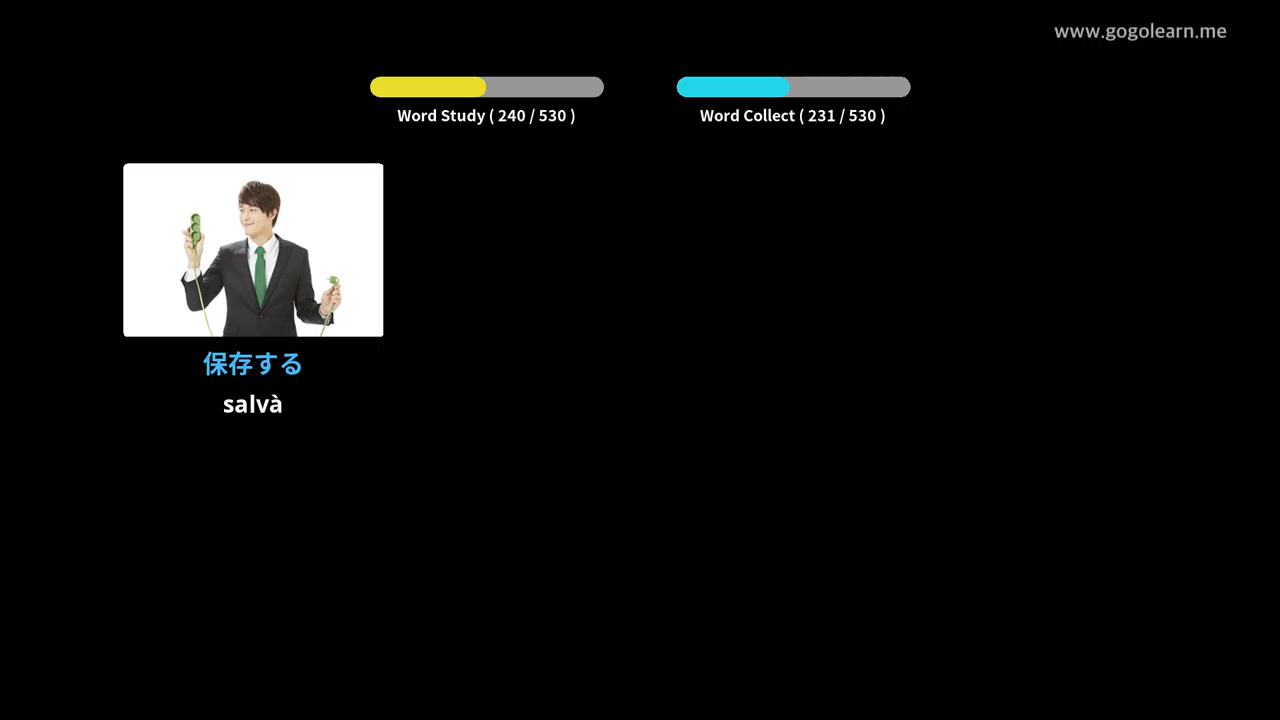 www.gogolearn.me
Word Study ( 240 / 530 )
Word Collect ( 231 / 530 )
保存する
salvà